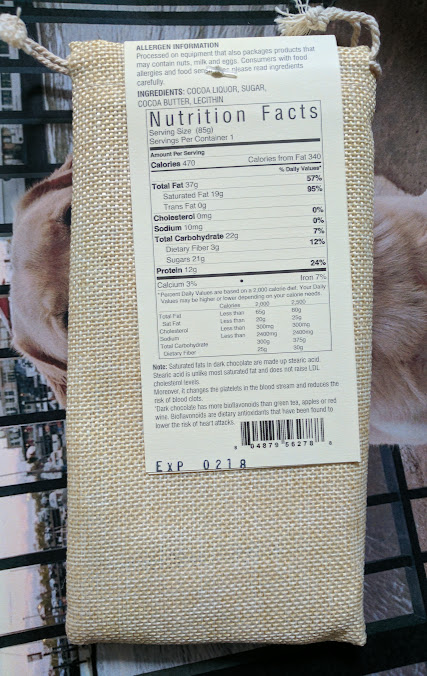 ALLERGEN INFORMATION
Processed on equipment that also packages products that
may contain nuts, milk and eggs. Consumers with food
allergies and food please read ingredients
carefully.
INGREDIENTS: COCOA LIQUOR, SUGAR,
COCOA BUTTER, LECITHIN
Nutrition Facts
Serving Size (85g)
Servings Per Container 1
Amount Per Serving
Calories 470 Calories from Fat 340
% Daily Values*
Total Fat 37g 57%
Saturated Fat 19g 95%
Trans Fat 0g
Cholesterol 0mg 0%
Sodium 10mg 0%
Total Carbohydrate 22g 7%
Dietary Fiber 3g 12%
Sugars 21g
Protein 12g 24%
Calcium 3% • Iron 7%
*Percent Daily Values are based on a 2,000 calorie diet. Your Daily
Values may be higher or lower depending on your calorie needs.
Calories 2,000 2,500
Total Fat Less than 65g 80g
Sat Fat Less than 20g 25g
Cholesterol Less than 300mg 300mg
Sodium Less than 2400mg 2400mg
Total Carbohydrate 300g 375g
Dietary Fiber 25g 30g
Note: Saturated fats in dark chocolate are made up stearic acid.
Stearic acid is unlike most saturated fat and does not raise LDL
cholesterol levels.
Moreover, it changes the platelets in the blood stream and reduces the
risk of blood clots.
*Dark chocolate has more bioflavonoids than green tea, apples or red
wine. Bioflavonoids are dietary antioxidants that have been found to
lower the risk of heart attacks.
8 04879 56278 8
EXP 0218